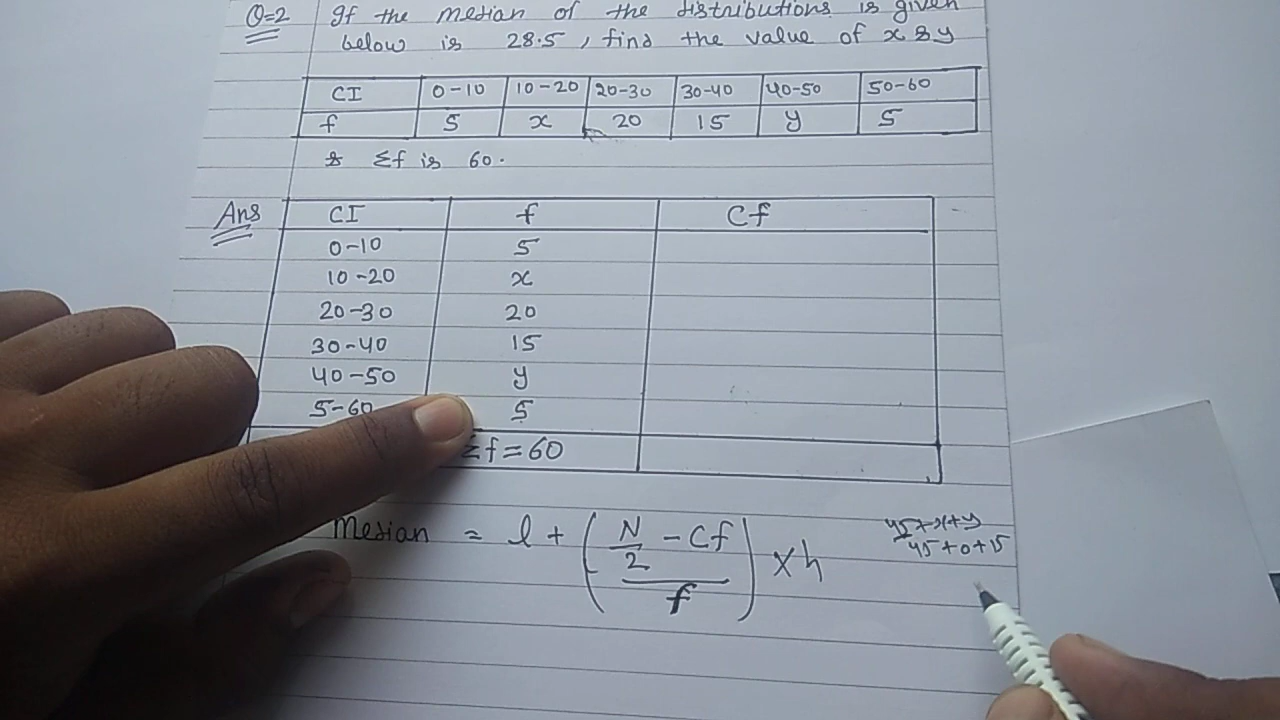 Q=2 If the median of the distributions is given
below is 28.5, find the value of x & y
CI 0-10 10-20 20-30 30-40 40-50 50-60
f 5 x 20 15 y 5
& Σf is 60.
Ans CI f Cf
0-10 5
10-20 x
20-30 20
30-40 15
40-50 y
5-60 5
Σf=60
Median = l + (N/2 - Cf / f) × h
45+x+y
45+0+15